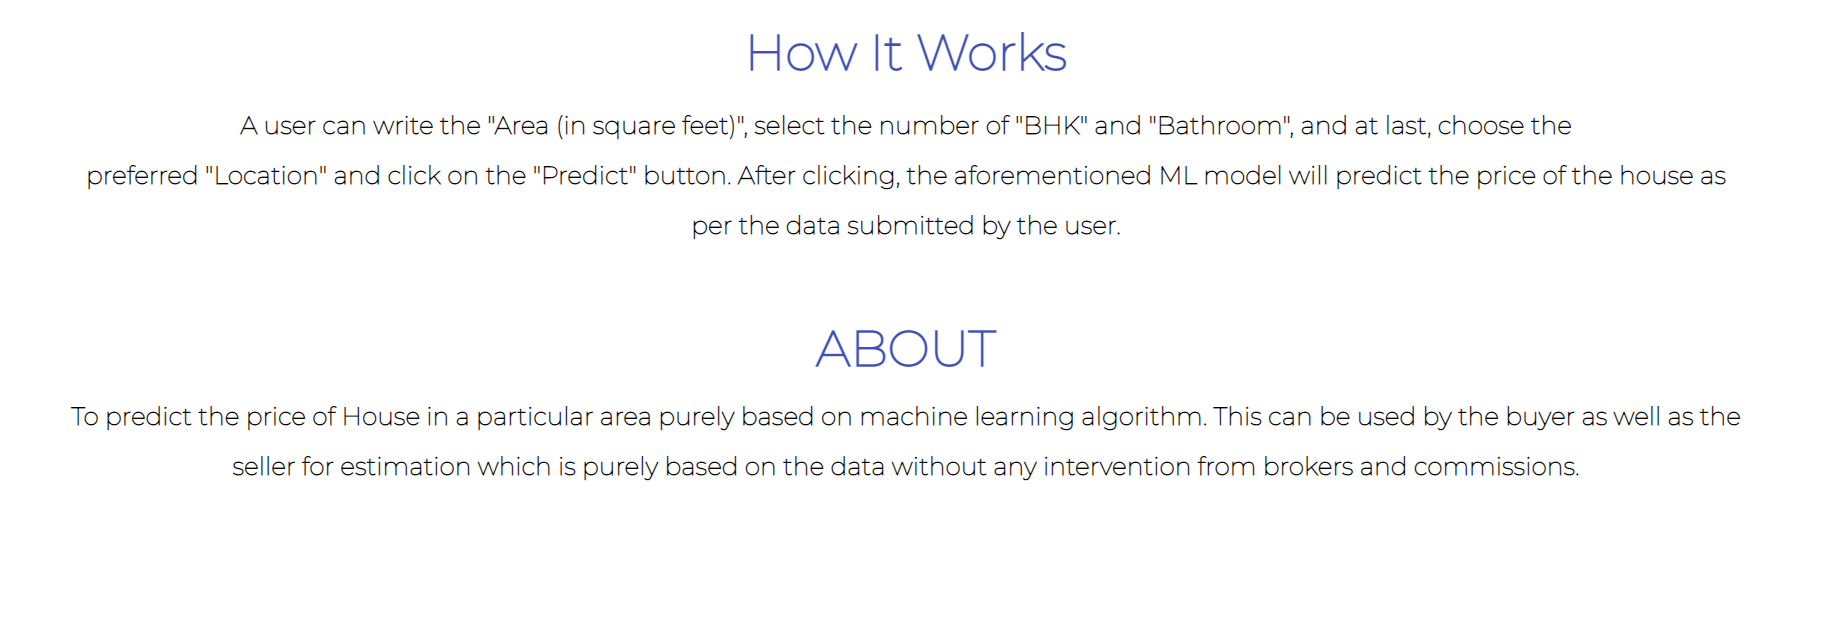 How It Works
A user can write the "Area (in square feet)", select the number of "BHK" and "Bathroom", and at last, choose the
preferred "Location" and click on the "Predict" button. After clicking, the aforementioned ML model will predict the price of the house as
per the data submitted by the user.
ABOUT
To predict the price of House in a particular area purely based on machine learning algorithm. This can be used by the buyer as well as the
seller for estimation which is purely based on the data without any intervention from brokers and commissions.